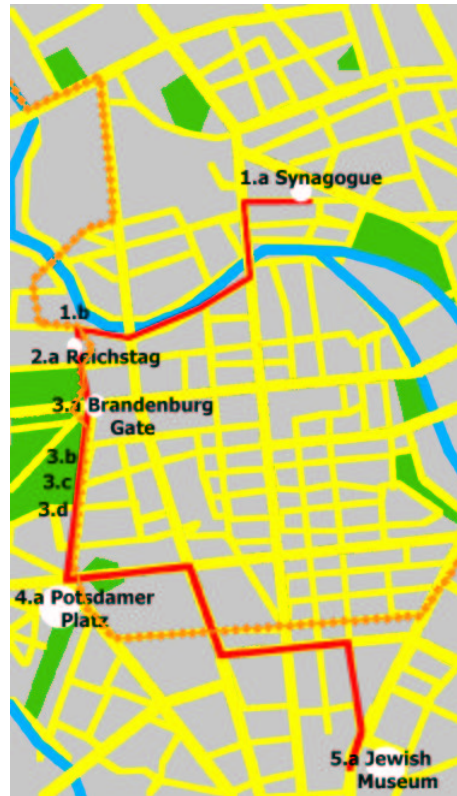 1.a Synagogue
1.b
2.a Reichstag
3.a Brandenburg
Gate
3.b
3.c
3.d
4.a Potsdamer
Platz
5.a Jewish
Museum